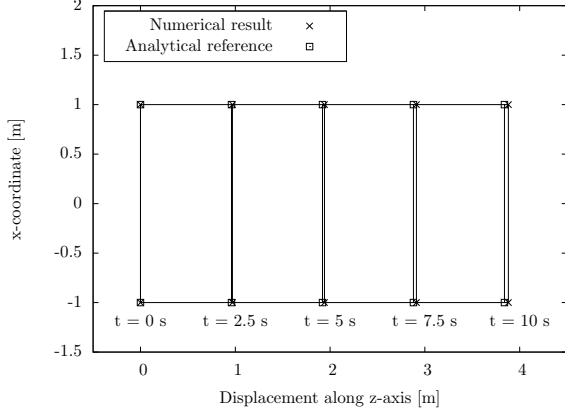 2
1.5
1
0.5
0
-0.5
-1
-1.5
x-coordinate [m]
Numerical result
Analytical reference
t = 0 s t = 2.5 s t = 5 s t = 7.5 s t = 10 s
0 1 2 3 4
Displacement along z-axis [m]